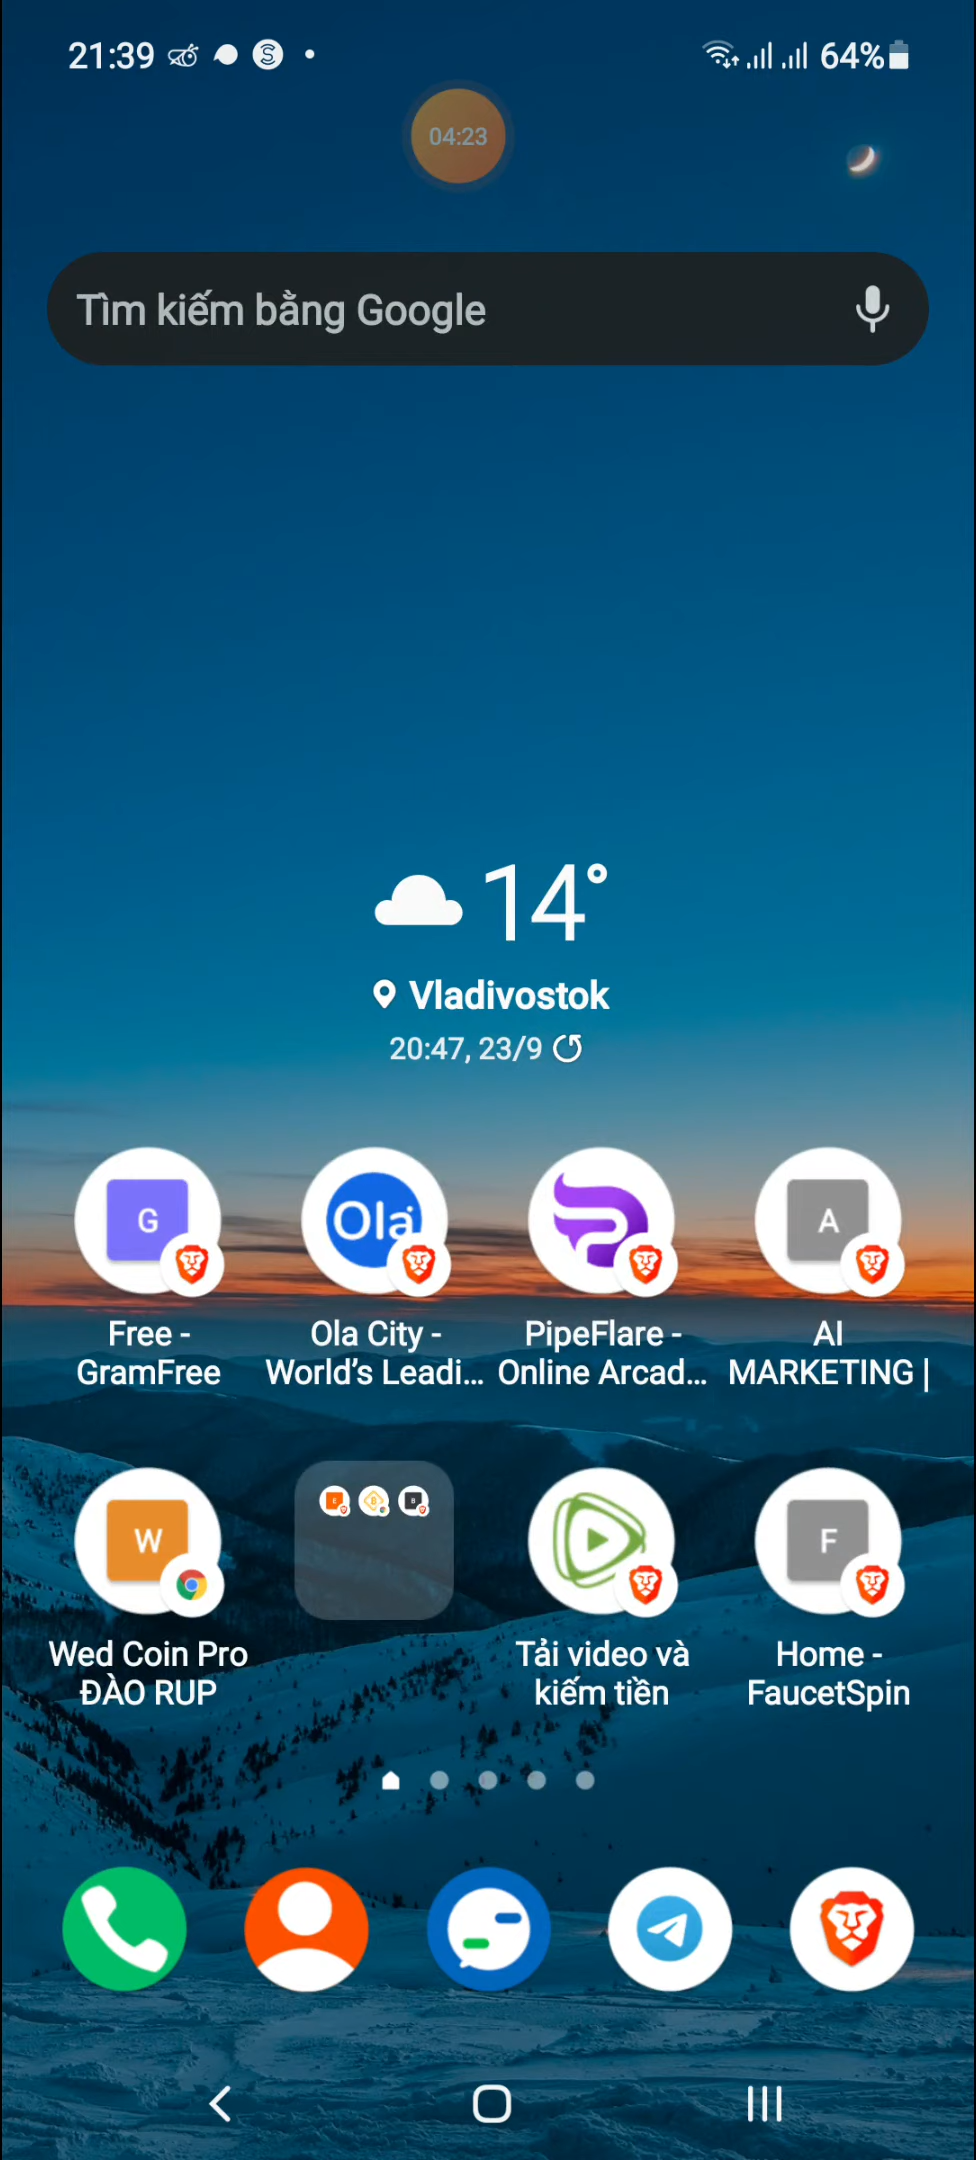 21:39
64%
04:23
Tìm kiếm bằng Google
14°
Vladivostok
20:47, 23/9
G
Ola
A
Free -
GramFree
Ola City -
World's Leadi...
PipeFlare -
Online Arcad...
AI
MARKETING |
W
F
Wed Coin Pro
ĐÀO RUP
Tải video và
kiếm tiền
Home -
FaucetSpin